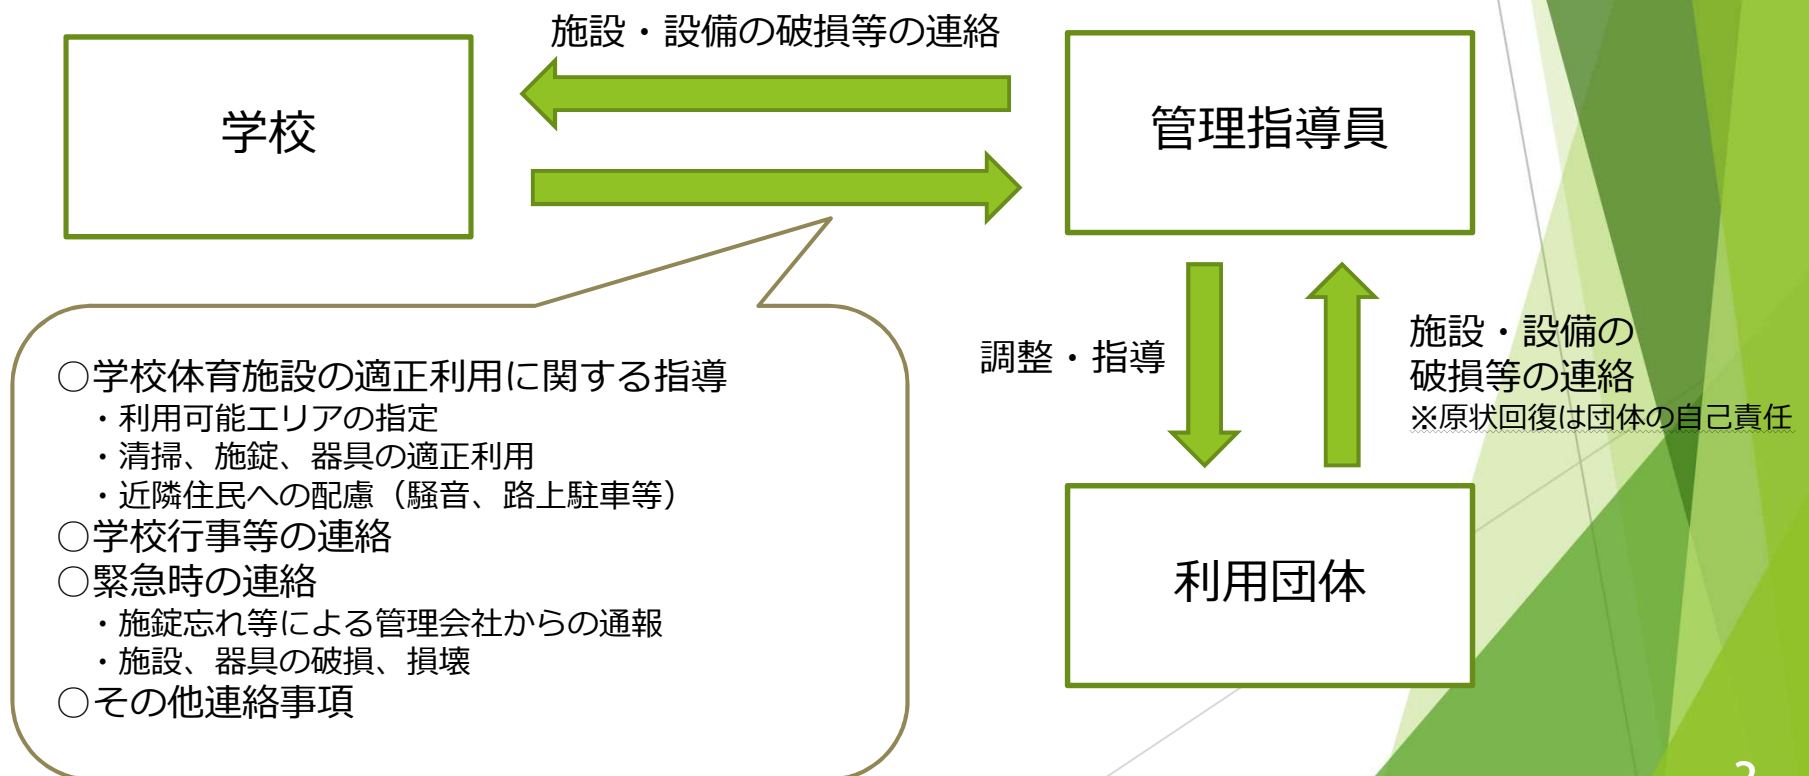 施設・設備の破損等の連絡
学校
管理指導員
調整・指導
施設・設備の
破損等の連絡
※原状回復は団体の自己責任
○学校体育施設の適正利用に関する指導
・利用可能エリアの指定
・清掃、施錠、器具の適正利用
・近隣住民への配慮（騒音、路上駐車等）
○学校行事等の連絡
○緊急時の連絡
・施錠忘れ等による管理会社からの通報
・施設、器具の破損、損壊
○その他連絡事項
利用団体